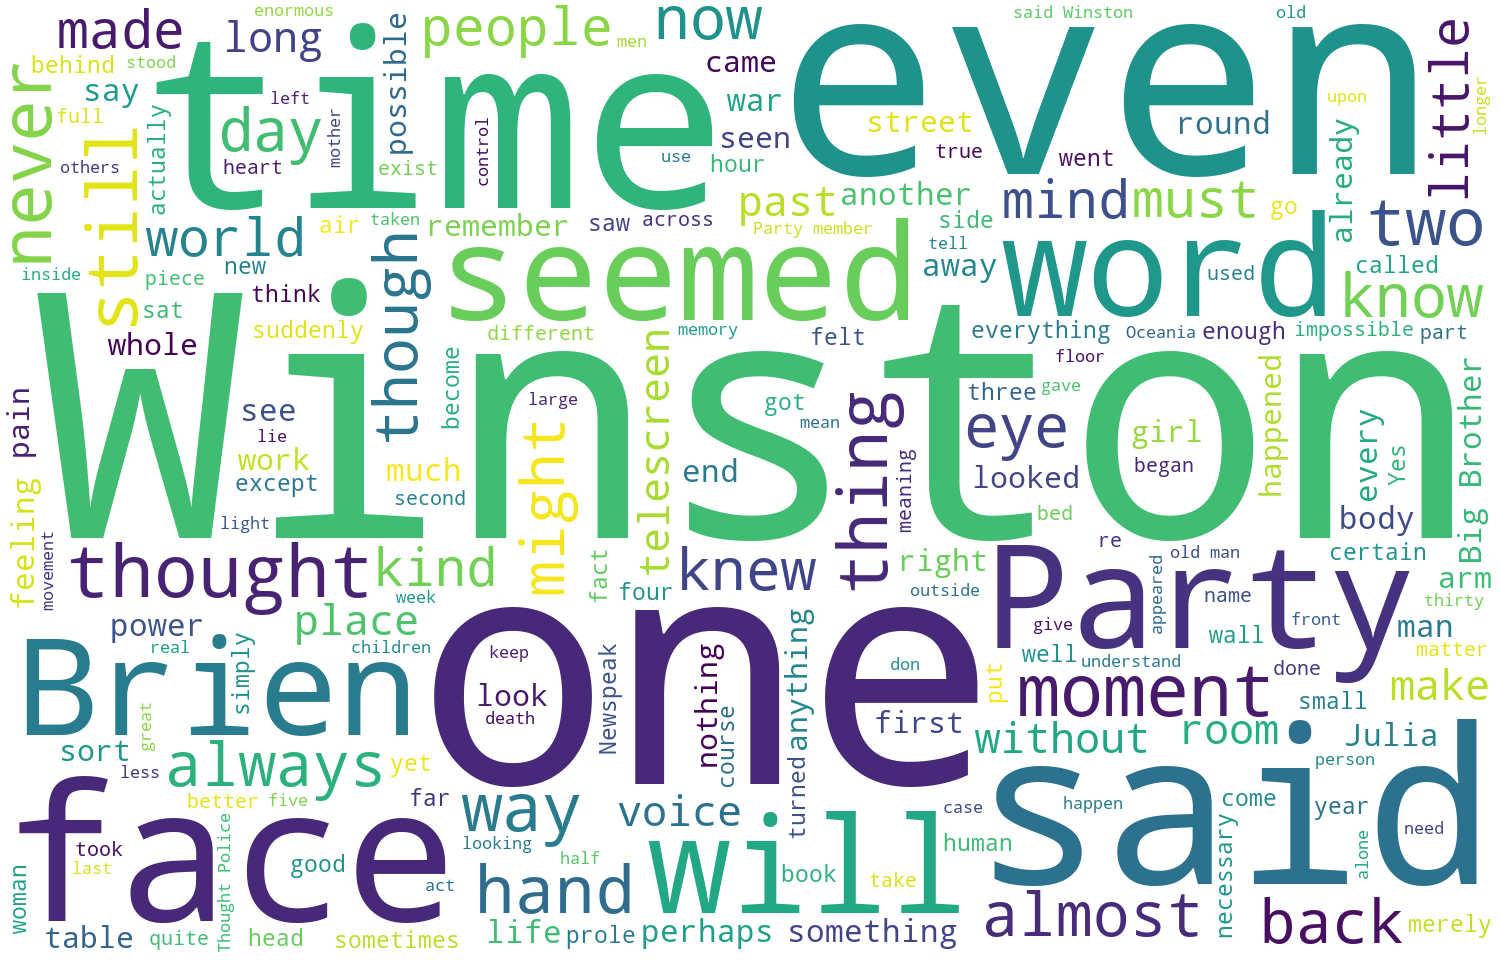 enormous
said Winston
old
made
long
people
men
now
time
even
little
never
behind
stood
say
full
still
actually
others
day
left
heart
mother
possible
control
exist
came
war
seen
use
hour
street
true
round
went
upon
already
longer
world
air
taken
remember
saw
across
past
another
Party member
side
mind
must
go
two
inside
piece
new
sat
think
though
seemed
tell
away
word
used
called
know
whole
suddenly
different
memory
felt
everything
Oceania
enough
impossible
part
Winston
pain
see
lie
work
except
light
become
much
second
large
might
telescreen
end
got
mean
thing
meaning
three
floor
gave
eye
looked
girl
began
bed
happened
every
Yes
body
Big Brother
feeling
movement
thought
kind
week
fact
four
knew
right
outside
re
old man
certain
arm
thirty
Party
appeared
name
front
power
real
place
children
simply
Brien
one
keep
look
death
Newspeak
nothing
course
anything
don
first
give
well
understand
wall
done
man
matter
put
moment
small
make
sort
great
less
always
yet
without
room
Julia
person
said
face
took
last
better
five
far
good
Thought Police
way
looking
half
act
voice
turned
will
book
take
case
human
happen
come
year
need
necessary
alone
woman
table
quite
head
sometimes
hand
life
prole
perhaps
something
almost
back
merely